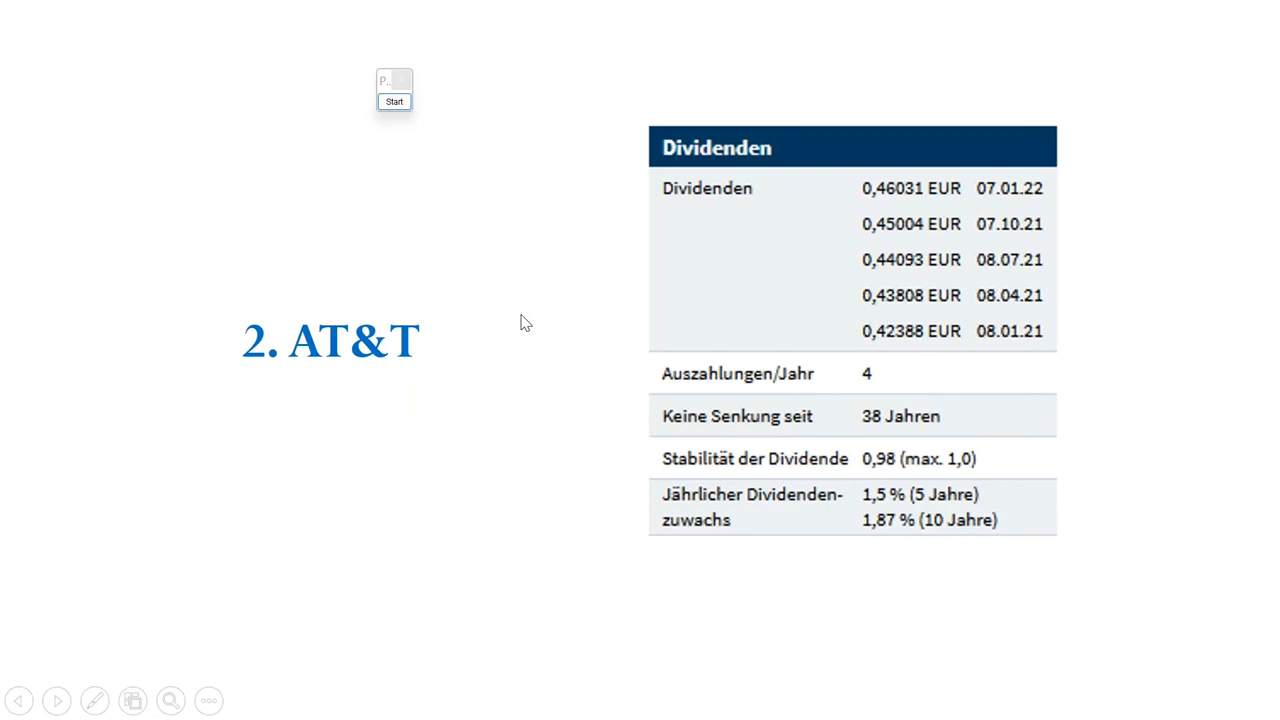 P..
Start
Dividenden
Dividenden 0,46031 EUR 07.01.22
0,45004 EUR 07.10.21
0,44093 EUR 08.07.21
0,43808 EUR 08.04.21
0,42388 EUR 08.01.21
2. AT&T
Auszahlungen/Jahr 4
Keine Senkung seit 38 Jahren
Stabilität der Dividende 0,98 (max. 1,0)
Jährlicher Dividenden- 1,5 % (5 Jahre)
zuwachs 1,87 % (10 Jahre)